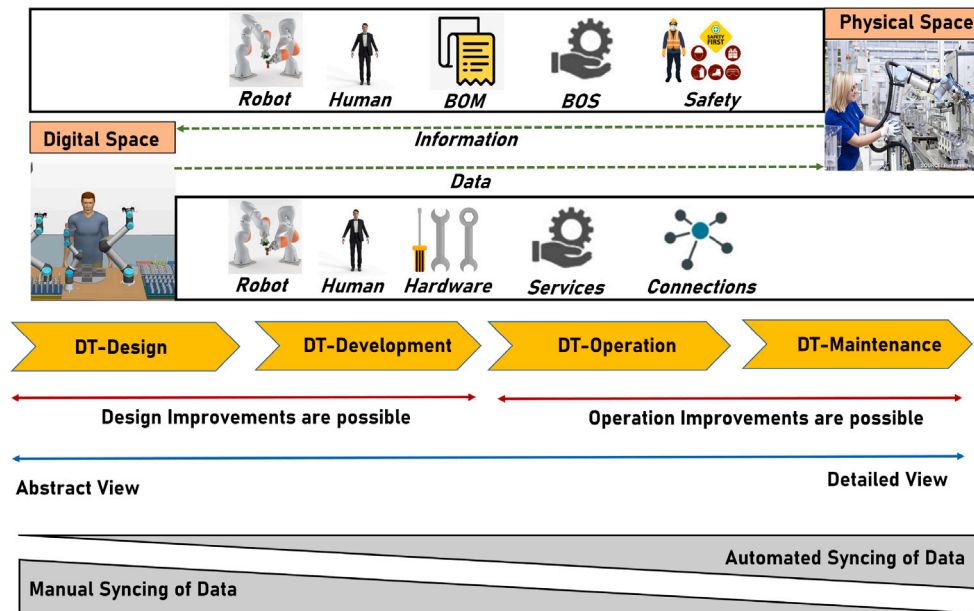 Physical Space
SAFETY
FIRST
Robot
Human
BOM
BOS
Safety
Digital Space
Information
Data
Robot
Human
Hardware
Services
Connections
DT-Design
DT-Development
DT-Operation
DT-Maintenance
Design Improvements are possible
Operation Improvements are possible
Abstract View
Detailed View
Automated Syncing of Data
Manual Syncing of Data